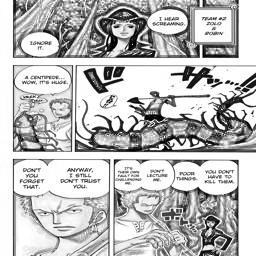 TEAM #2
ZOLO
&
ROBIN
I HEAR
SCREAMING.
IGNORE
IT.
A CENTIPEDE...
WOW, IT'S
HUGE.
YOU
DON'T HAVE
TO
KILL THEM.
POOR
THINGS.
DON'T
LECTURE
ME.
IT'S
THEIR OWN
FAULT FOR
CHALLENGING
ME.
ANYWAY,
I STILL
DON'T TRUST
YOU.
DON'T
YOU
FORGET
THAT.